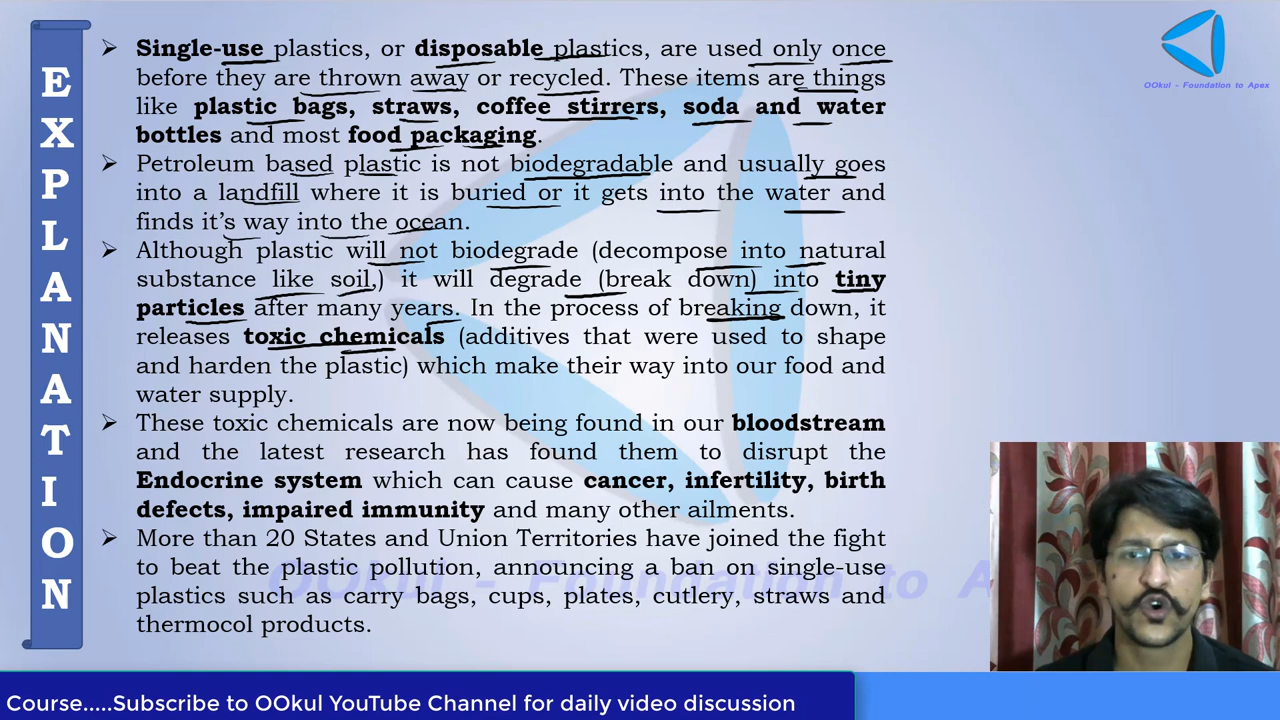 E
X
P
L
A
N
A
T
I
O
N
Single-use plastics, or disposable plastics, are used only once
before they are thrown away or recycled. These items are things
like plastic bags, straws, coffee stirrers, soda and water
bottles and most food packaging.
Petroleum based plastic is not biodegradable and usually goes
into a landfill where it is buried or it gets into the water and
finds it's way into the ocean.
Although plastic will not biodegrade (decompose into natural
substance like soil,) it will degrade (break down) into tiny
particles after many years. In the process of breaking down, it
releases toxic chemicals (additives that were used to shape
and harden the plastic) which make their way into our food and
water supply.
These toxic chemicals are now being found in our bloodstream
and the latest research has found them to disrupt the
Endocrine system which can cause cancer, infertility, birth
defects, impaired immunity and many other ailments.
More than 20 States and Union Territories have joined the fight
to beat the plastic pollution, announcing a ban on single-use
plastics such as carry bags, cups, plates, cutlery, straws and
thermocol products.
OOkul - Foundation to Apex
OOkul - Foundation to A
Course.....Subscribe to OOkul YouTube Channel for daily video discussion